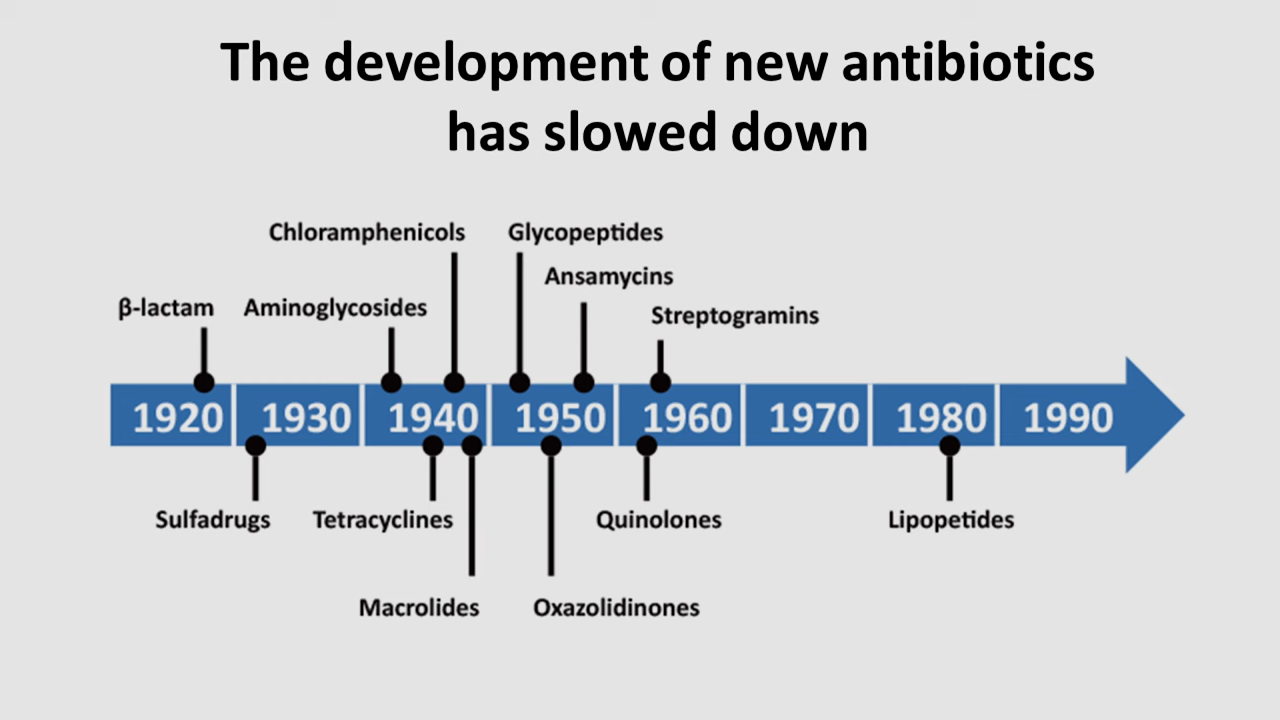 The development of new antibiotics
has slowed down
Chloramphenicols
Glycopeptides
Ansamycins
β-lactam
Aminoglycosides
Streptogramins
1920
1930
1940
1950
1960
1970
1980
1990
Sulfadrugs
Tetracyclines
Quinolones
Lipopetides
Macrolides
Oxazolidinones